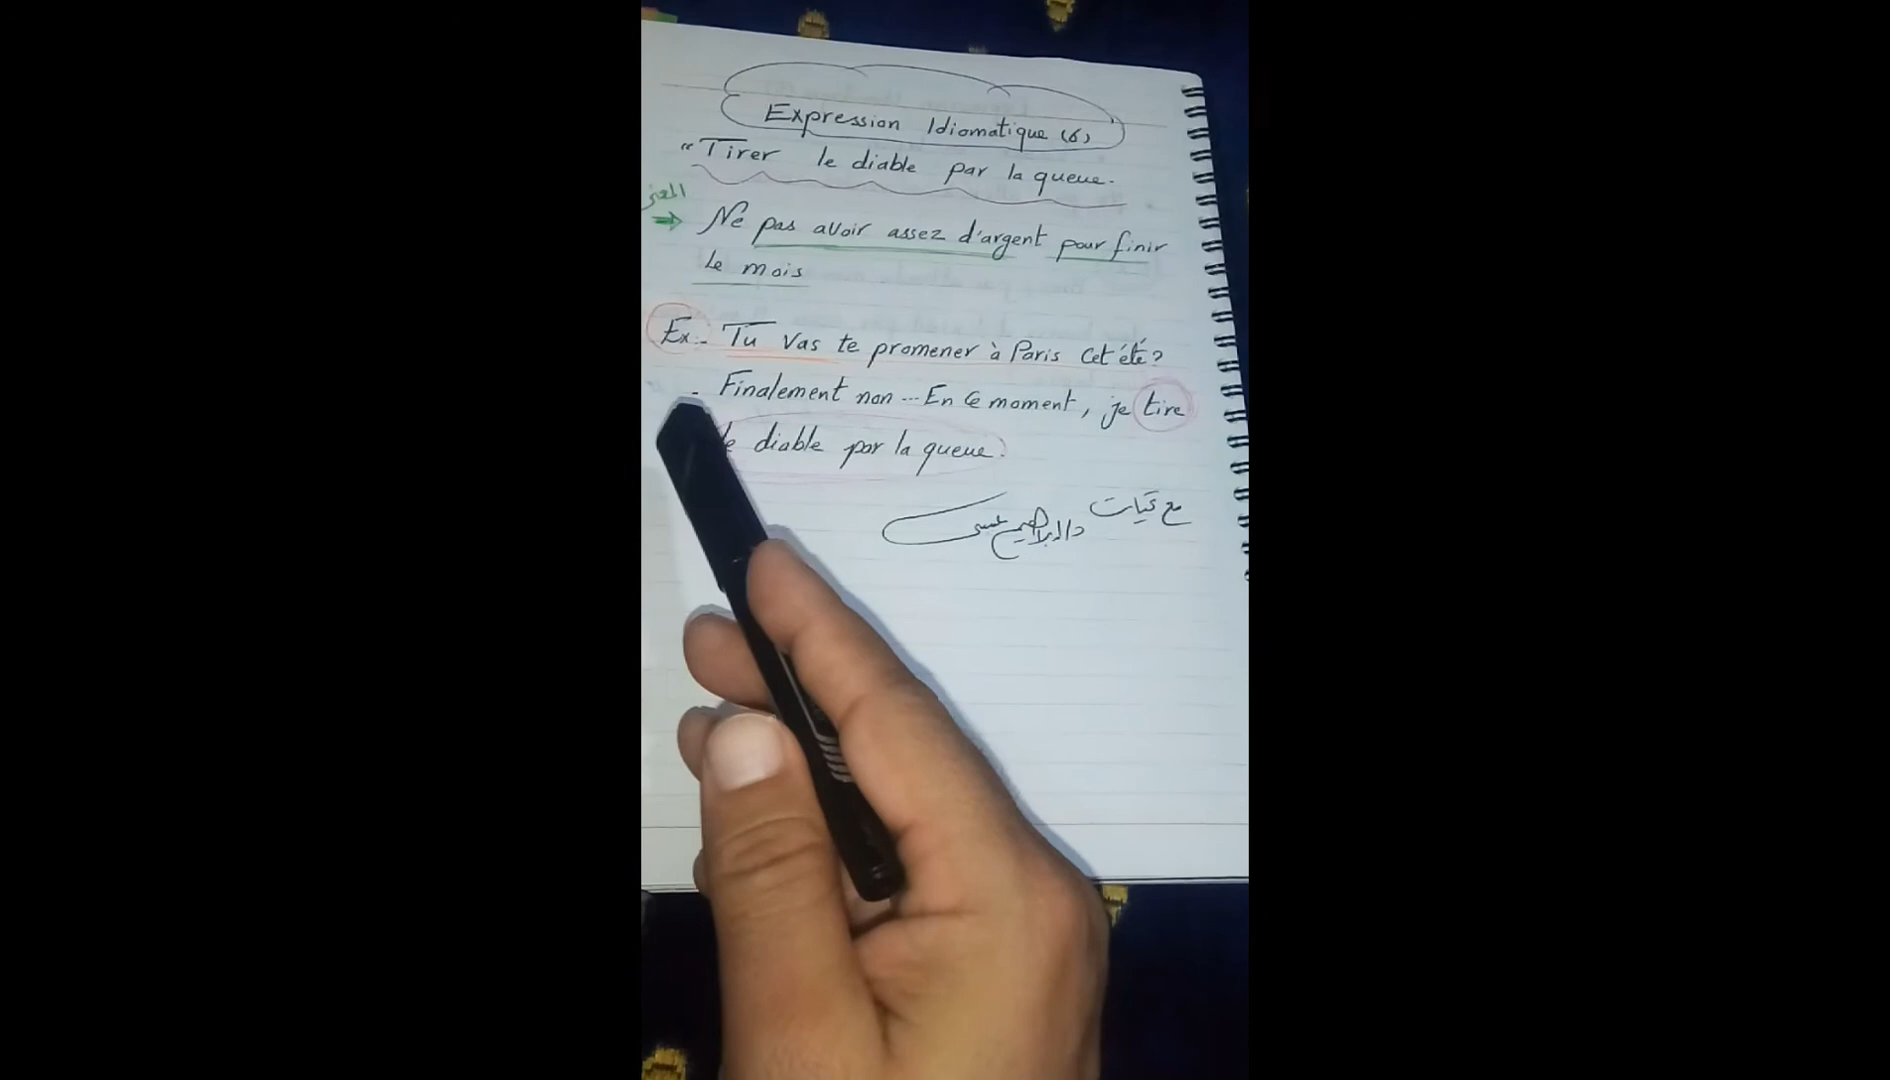 Expression Idiomatique (6)
"Tirer le diable par la queue.
المعنى
⇒ Ne pas avoir assez d'argent pour finir
le mois
Ex.- Tu vas te promener à Paris cet été?
- Finalement non ... En ce moment, je tire
le diable par la queue.
مع تحيات
د/ ابراهيم عيسى